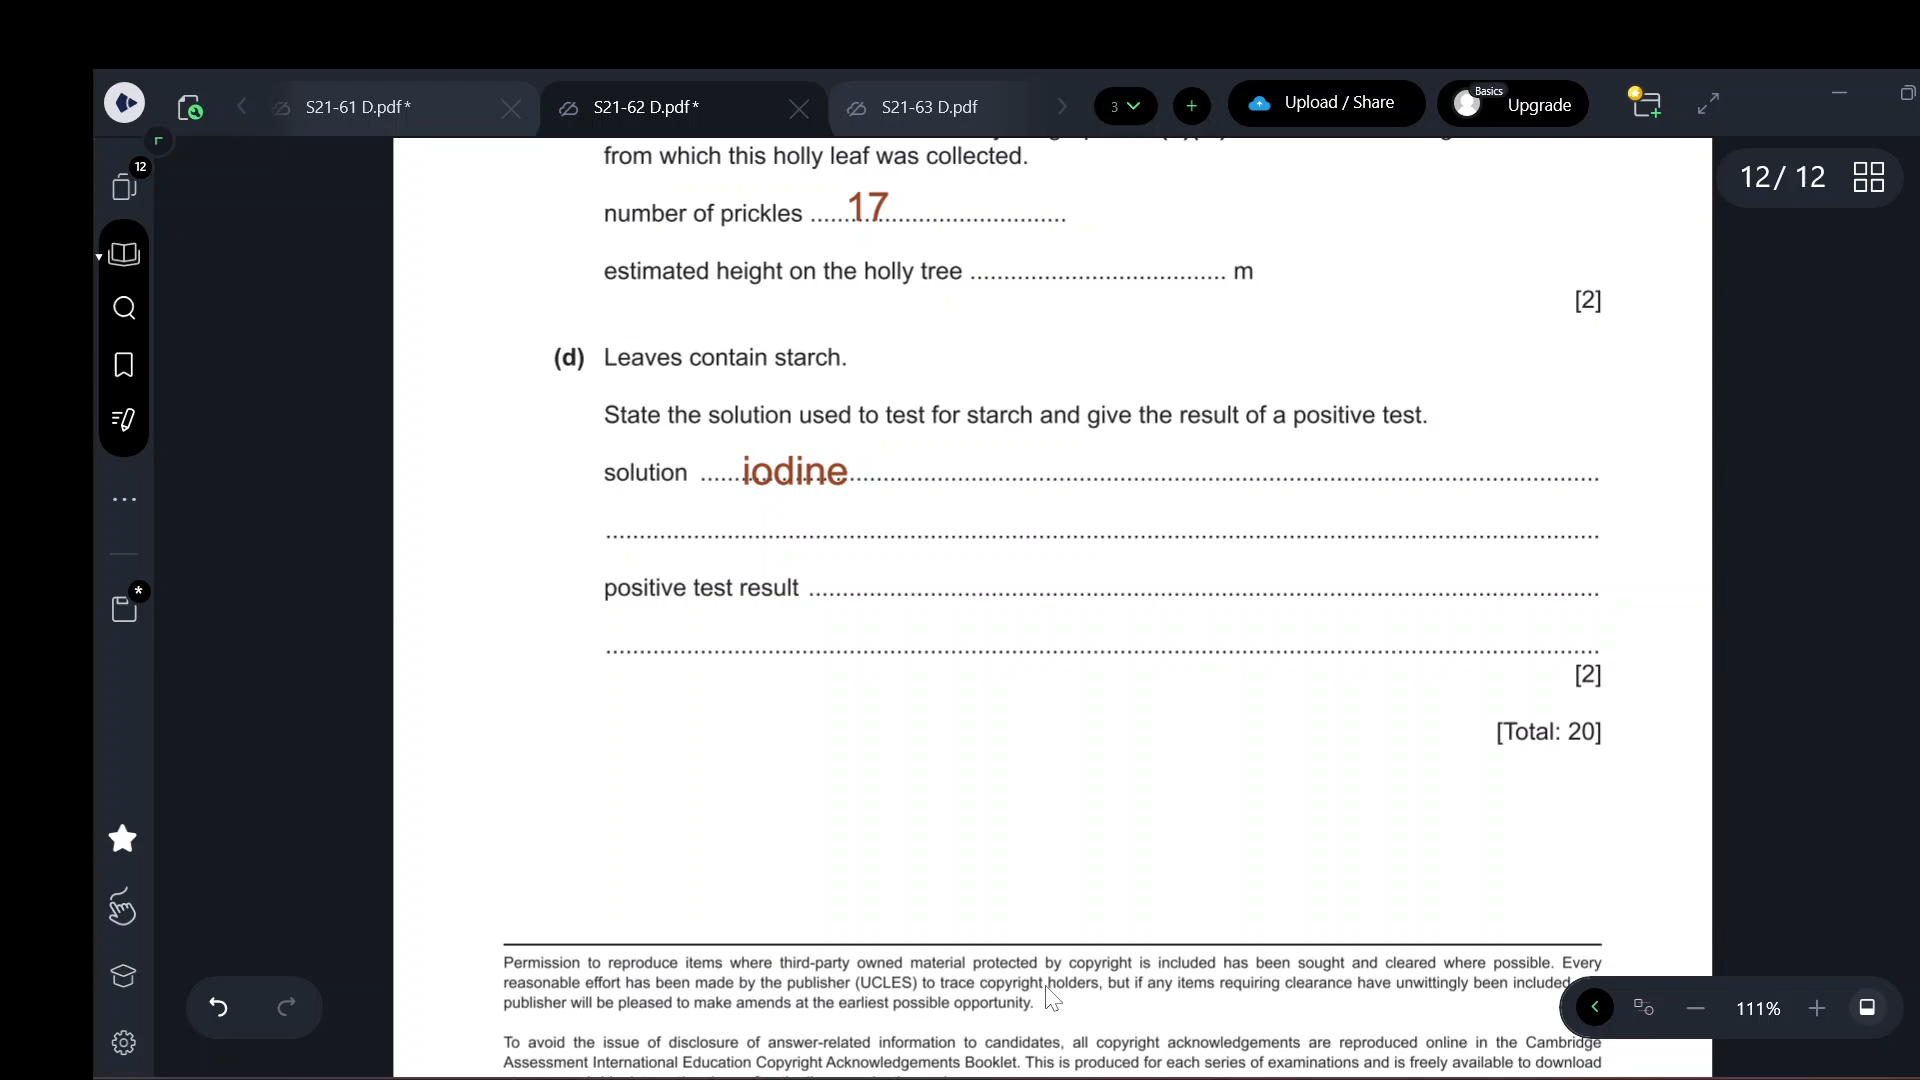 S21-61 D.pdf*
S21-62 D.pdf*
S21-63 D.pdf
3
Upload / Share
Basics
Upgrade
12
12/ 12
from which this holly leaf was collected.
number of prickles .......17...............................
estimated height on the holly tree ...................................... m
[2]
(d) Leaves contain starch.
State the solution used to test for starch and give the result of a positive test.
solution ......iodine..............................................................
positive test result ......................................................................
[2]
[Total: 20]
Permission to reproduce items where third-party owned material protected by copyright is included has been sought and cleared where possible. Every
reasonable effort has been made by the publisher (UCLES) to trace copyright holders, but if any items requiring clearance have unwittingly been included,
publisher will be pleased to make amends at the earliest possible opportunity.
111%
To avoid the issue of disclosure of answer-related information to candidates, all copyright acknowledgements are reproduced online in the Cambridge
Assessment International Education Copyright Acknowledgements Booklet. This is produced for each series of examinations and is freely available to download